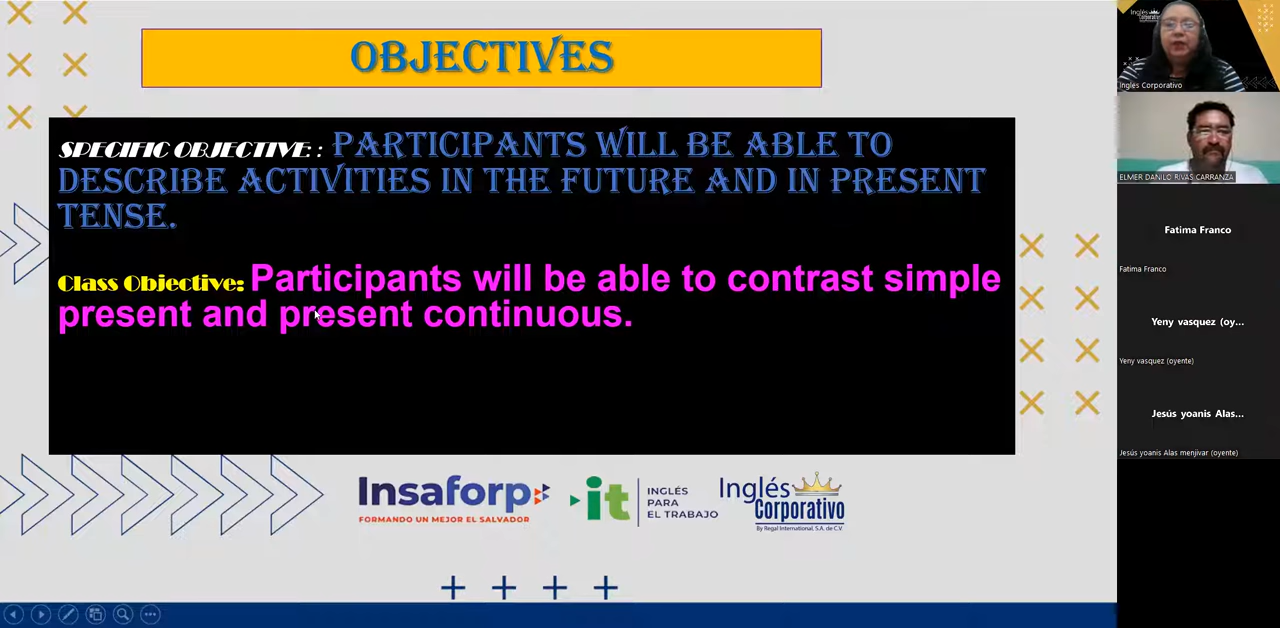 OBJECTIVES
SPECIFIC OBJECTIVE: : PARTICIPANTS WILL BE ABLE TO
DESCRIBE ACTIVITIES IN THE FUTURE AND IN PRESENT
TENSE.
Class Objective: Participants will be able to contrast simple
present and present continuous.
Insaforp
FORMANDO UN MEJOR EL SALVADOR
it
INGLÉS
PARA
EL TRABAJO
Inglés
Corporativo
By Regal International, S.A. de C.V.
Inglés
Corporativo
Inglés Corporativo
ELMER DANILO RIVAS CARRANZA
Fatima Franco
Fatima Franco
Yeny vasquez (oy...
Yeny vasquez (oyente)
Jesús yoanis Alas...
Jesús yoanis Alas menjivar (oyente)